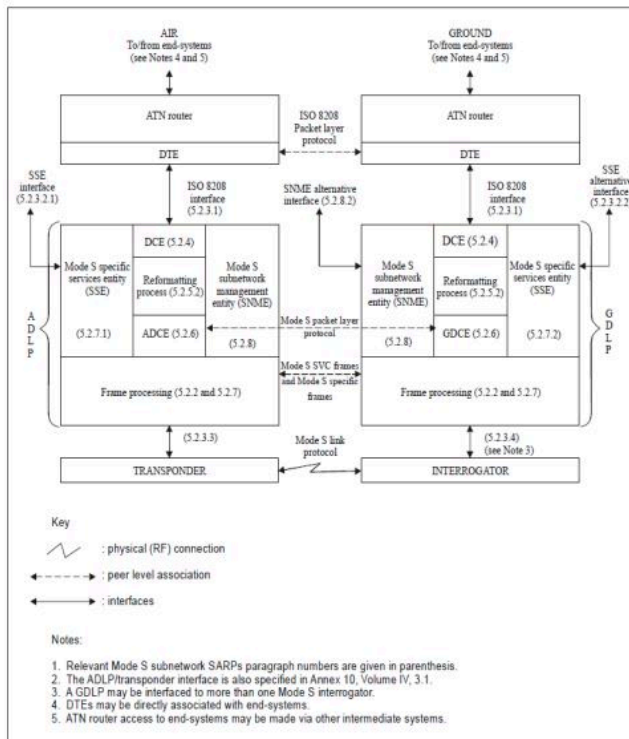 AIR
To/from end-systems
(see Notes 4 and 5)
GROUND
To/from end-systems
(see Notes 4 and 5)
ATN router
DTE
ISO 8208
Packet layer
protocol
ATN router
DTE
SSE
interface
(5.2.3.2.1)
ISO 8208
interface
(5.2.3.1)
SNME alternative
interface (5.2.8.2)
ISO 8208
interface
(5.2.3.1)
SSE
alternative
interface
(5.2.3.2.2)
ADLP
Mode S specific
services entity
(SSE)
(5.2.7.1)
DCE (5.2.4)
Reformatting
process (5.2.5.2)
ADCE (5.2.6)
Mode S
subnetwork
management
entity (SNME)
(5.2.8)
Frame processing (5.2.2 and 5.2.7)
Mode S packet layer
protocol
Mode S SVC frames
and Mode S specific
frames
Mode S
subnetwork
management
entity (SNME)
(5.2.8)
DCE (5.2.4)
Reformatting
process (5.2.5.2)
GDCE (5.2.6)
Mode S specific
services entity
(SSE)
(5.2.7.2)
Frame processing (5.2.2 and 5.2.7)
GDLP
(5.2.3.3)
Mode S link
protocol
(5.2.3.4)
(see Note 3)
TRANSPONDER
INTERROGATOR
Key
: physical (RF) connection
: peer level association
: interfaces
Notes:
1. Relevant Mode S subnetwork SARPs paragraph numbers are given in parenthesis.
2. The ADLP/transponder interface is also specified in Annex 10, Volume IV, 3.1.
3. A GDLP may be interfaced to more than one Mode S interrogator.
4. DTEs may be directly associated with end-systems.
5. ATN router access to end-systems may be made via other intermediate systems.